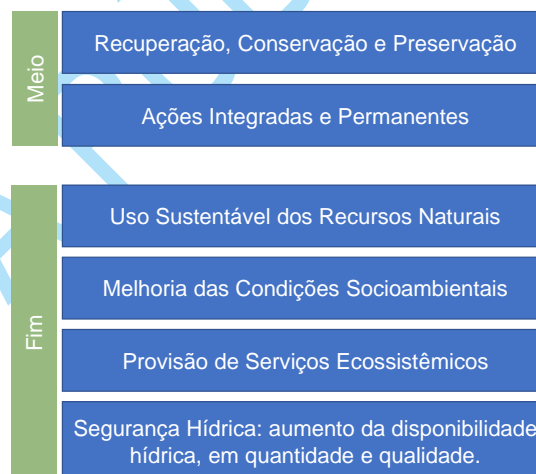 Meio
Recuperação, Conservação e Preservação
Ações Integradas e Permanentes
Fim
Uso Sustentável dos Recursos Naturais
Melhoria das Condições Socioambientais
Provisão de Serviços Ecossistêmicos
Segurança Hídrica: aumento da disponibilidade
hídrica, em quantidade e qualidade.